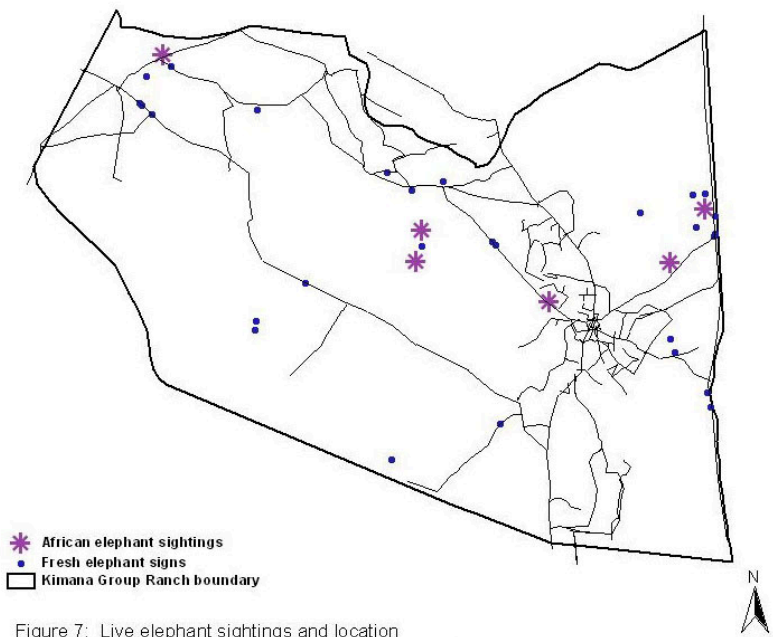 African elephant sightings
Fresh elephant signs
Kimana Group Ranch boundary
N
Figure 7: Live elephant sightings and location